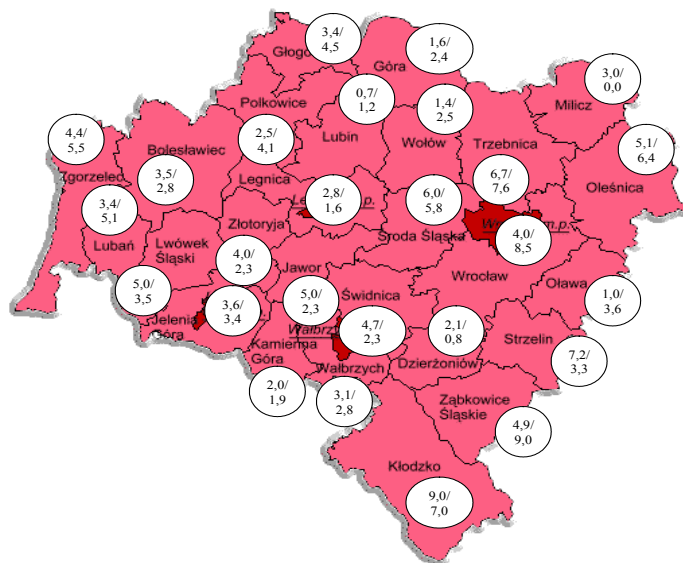 3,4/
4,5
Głogo
1,6/
2,4
Góra
3,0/
0,0
Milicz
Polkowice
0,7/
1,2
1,4/
2,5
4,4/
5,5
Bolesławiec
2,5/
4,1
Lubin
Wołów
Trzebnica
5,1/
6,4
Zgorzelec
3,5/
2,8
Legnica
6,7/
7,6
Oleśnica
3,4/
5,1
2,8/
1,6
p.
6,0/
5,8
Złotoryja
Lubań
Lwówek
Śląski
Środa Śląska
m.p.
4,0/
8,5
4,0/
2,3
Jawor
Wrocław
Oława
5,0/
3,5
5,0/
2,3
Świdnica
1,0/
3,6
Jelenia
Góra
3,6/
3,4
Wałbrzy
4,7/
2,3
2,1/
0,8
Strzelin
7,2/
3,3
Kamienna
Góra
Wałbrzych
Dzierżoniów
2,0/
1,9
3,1/
2,8
Ząbkowice
Śląskie
4,9/
9,0
Kłodzko
9,0/
7,0